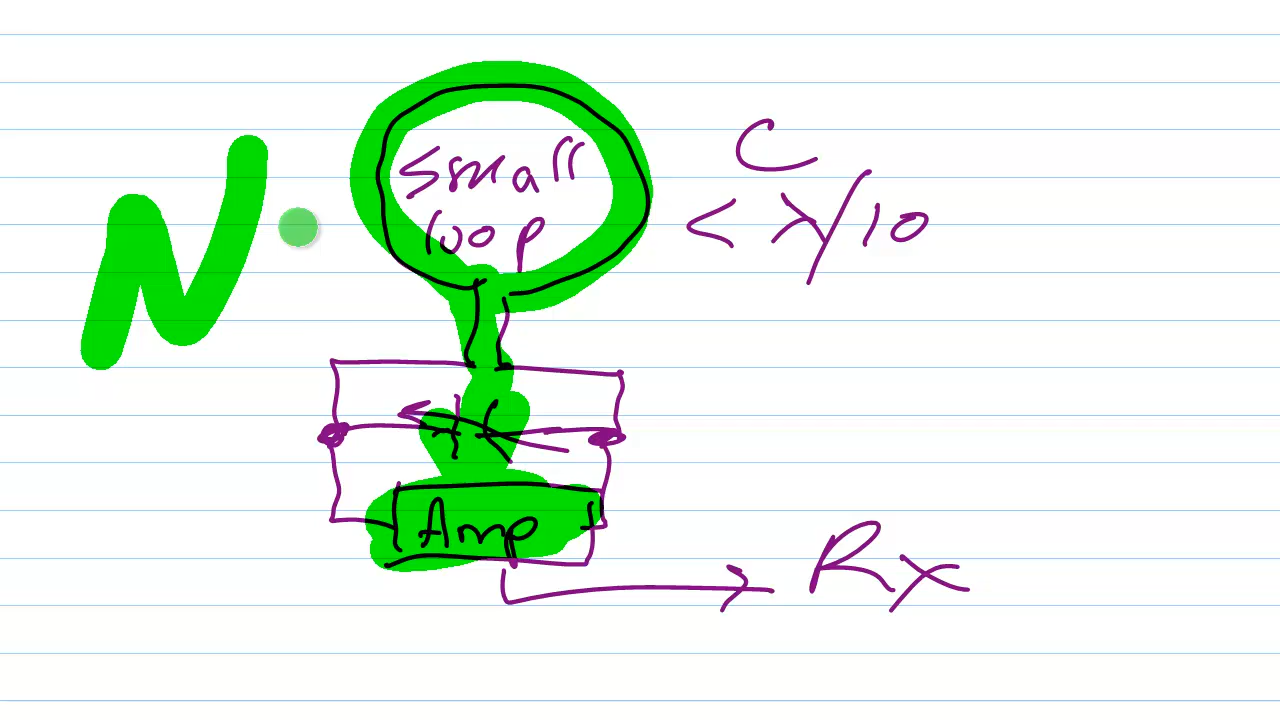 N
small
loop
C
< λ/10
Amp
Rx